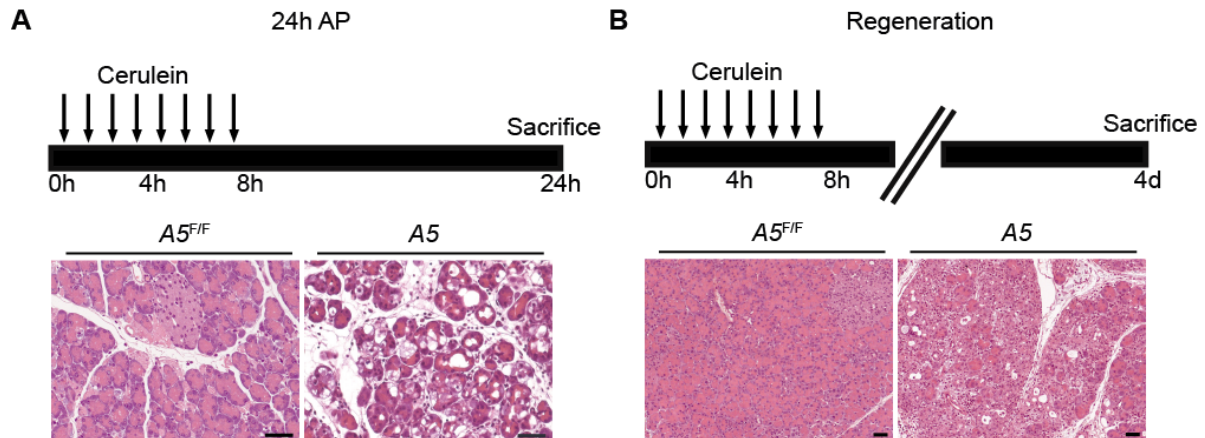 A
24h AP
Cerulein
Sacrifice
0h 4h 8h 24h
A5F/F A5
B
Regeneration
Cerulein
Sacrifice
0h 4h 8h 4d
A5F/F A5